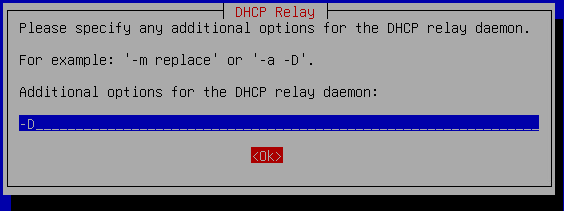 DHCP Relay
Please specify any additional options for the DHCP relay daemon.
For example: '-m replace' or '-a -D'.
Additional options for the DHCP relay daemon:
-D
<Ok>